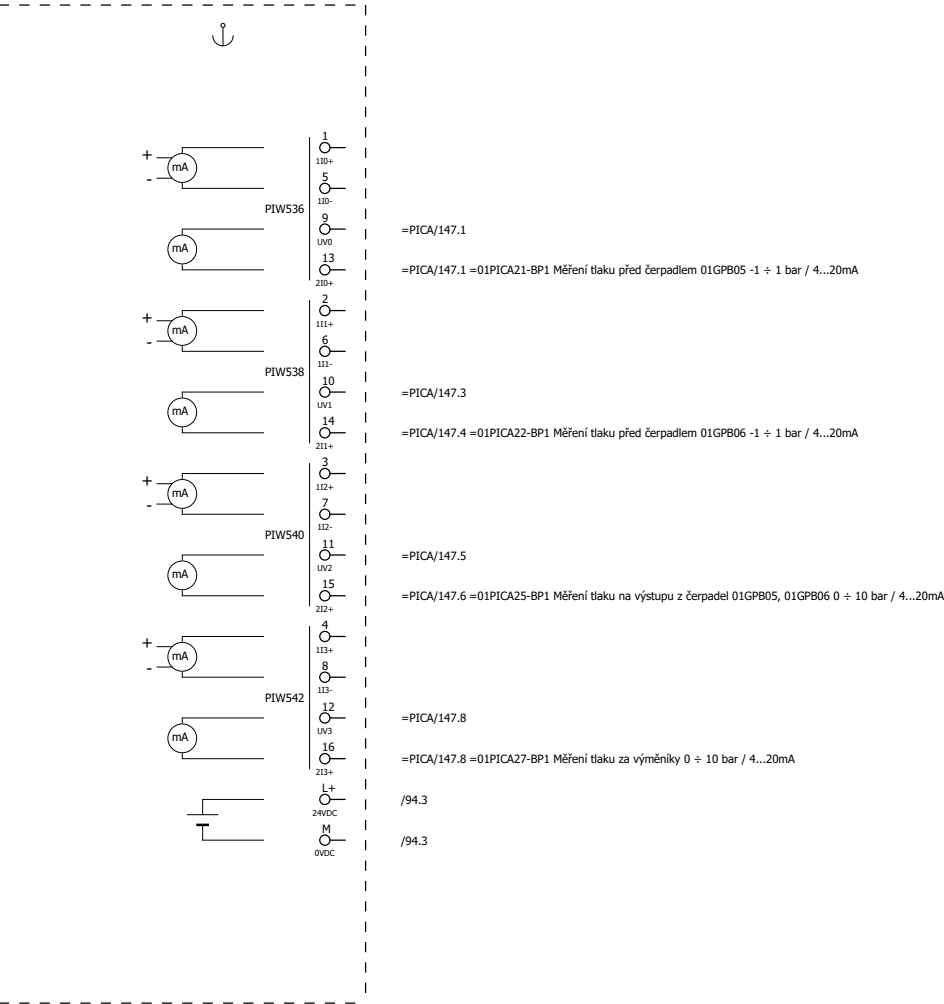 1
+
mA
1I0+
-
5
1I0-
PIW536
9
=PICA/147.1
UV0
mA
13
=PICA/147.1 =01PICA21-BP1 Měření tlaku před čerpadlem 01GPB05 -1 ÷ 1 bar / 4...20mA
2I0+
2
+
mA
1I1+
-
6
1I1-
PIW538
10
=PICA/147.3
UV1
mA
14
=PICA/147.4 =01PICA22-BP1 Měření tlaku před čerpadlem 01GPB06 -1 ÷ 1 bar / 4...20mA
2I1+
3
+
mA
1I2+
-
7
1I2-
PIW540
11
=PICA/147.5
UV2
mA
15
=PICA/147.6 =01PICA25-BP1 Měření tlaku na výstupu z čerpadel 01GPB05, 01GPB06 0 ÷ 10 bar / 4...20mA
2I2+
4
+
mA
1I3+
-
8
1I3-
PIW542
12
=PICA/147.8
UV3
mA
16
=PICA/147.8 =01PICA27-BP1 Měření tlaku za výměníky 0 ÷ 10 bar / 4...20mA
2I3+
L+
/94.3
24VDC
M
/94.3
0VDC